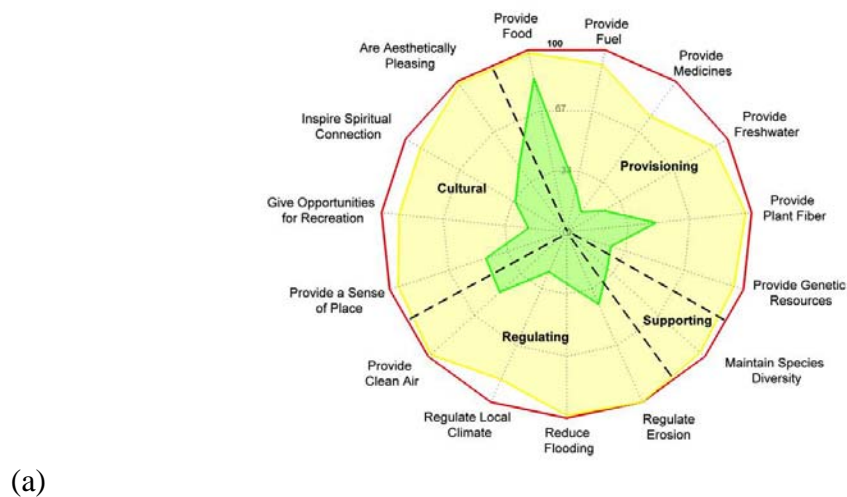 Provide
Food
100
Provide
Fuel
Are Aesthetically
Pleasing
Provide
Medicines
67
Inspire Spiritual
Connection
Provide
Freshwater
33
Provisioning
Cultural
Give Opportunities
for Recreation
Provide
Plant Fiber
0
Provide a Sense
of Place
Provide Genetic
Resources
Supporting
Regulating
Provide
Clean Air
Maintain Species
Diversity
Regulate Local
Climate
Reduce
Flooding
Regulate
Erosion
(a)